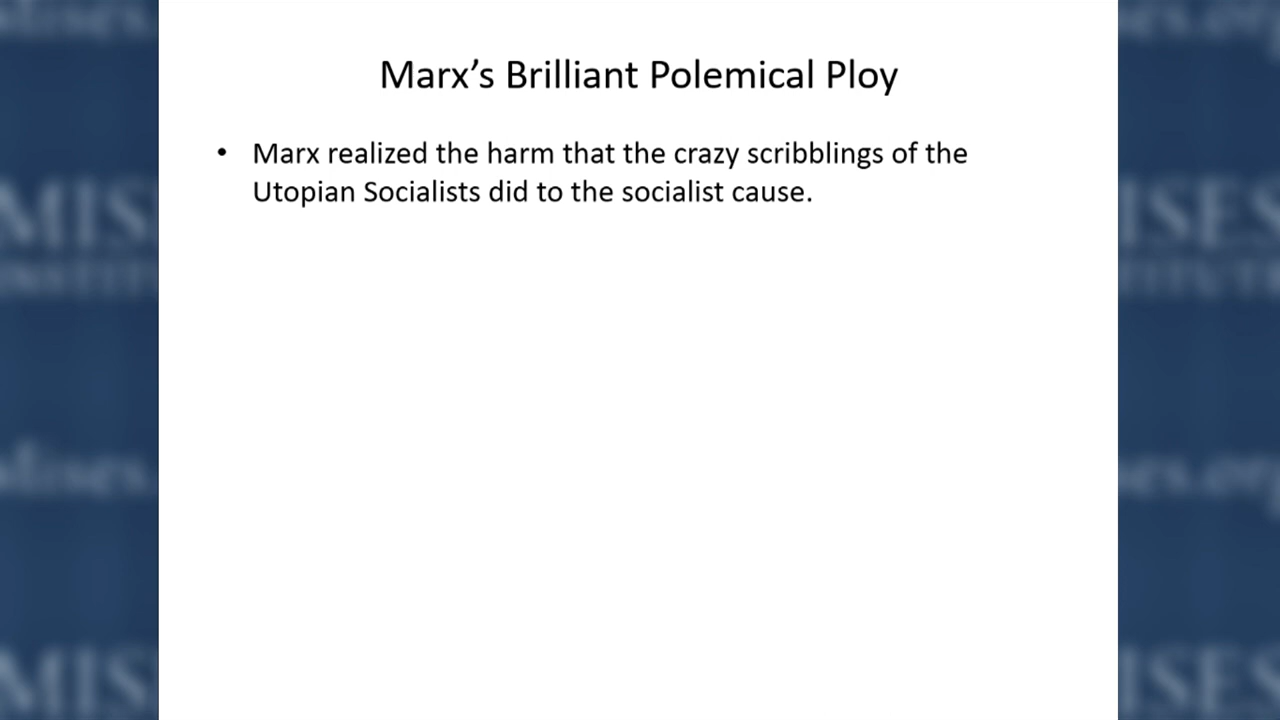 Marx’s Brilliant Polemical Ploy
• Marx realized the harm that the crazy scribblings of the
Utopian Socialists did to the socialist cause.